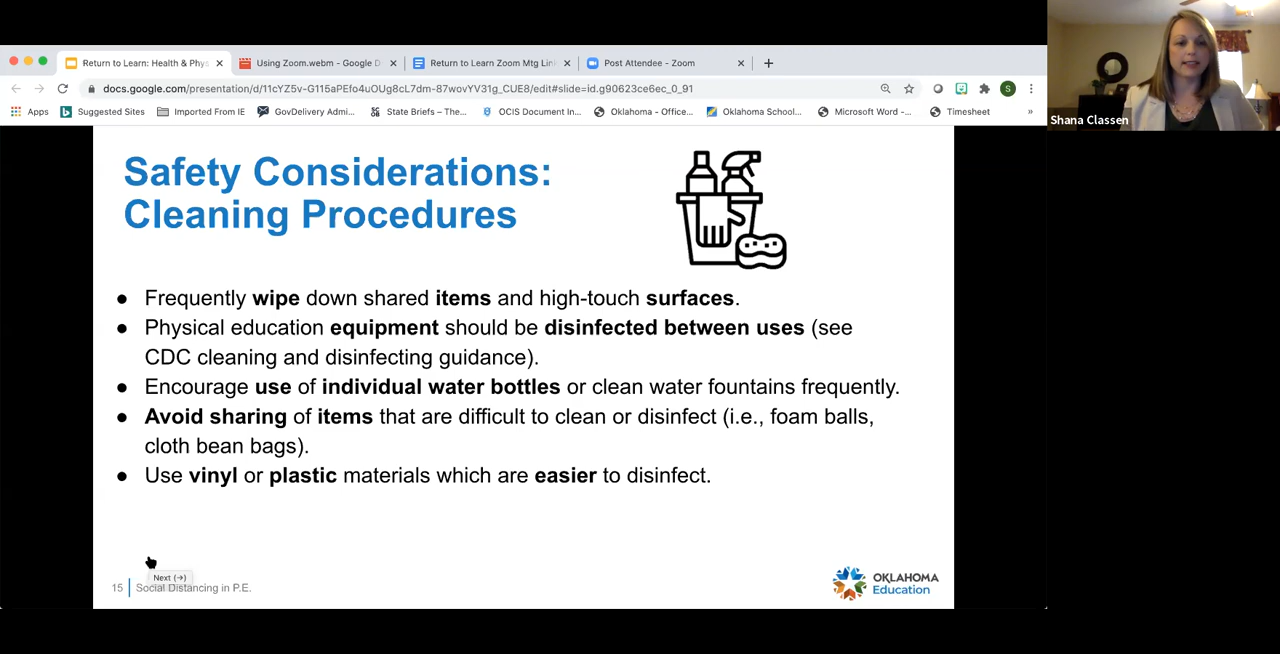 Return to Learn: Health & Phys
Using Zoom.webm - Google D
Return to Learn Zoom Mtg Lin
Post Attendee - Zoom
docs.google.com/presentation/d/11cYZ5v-G115aPEfo4uOUg8cL7dm-87wovYV31g_CUE8/edit#slide=id.g90623ce6ec_0_91
S
Apps
Suggested Sites
Imported From IE
GovDelivery Admi...
State Briefs – The...
OCIS Document In...
Oklahoma - Office...
Oklahoma School...
Microsoft Word -...
Timesheet
»
Shana Classen
Safety Considerations:
Cleaning Procedures
● Frequently wipe down shared items and high-touch surfaces.
● Physical education equipment should be disinfected between uses (see
CDC cleaning and disinfecting guidance).
● Encourage use of individual water bottles or clean water fountains frequently.
● Avoid sharing of items that are difficult to clean or disinfect (i.e., foam balls,
cloth bean bags).
● Use vinyl or plastic materials which are easier to disinfect.
Next (→)
15 Social Distancing in P.E.
OKLAHOMA
Education